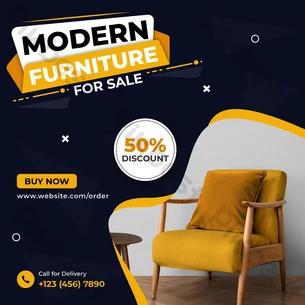 MODERN
FURNITURE
FOR SALE
50%
DISCOUNT
BUY NOW
www.website.com/order
Call for Delivery
+123 (456) 7890